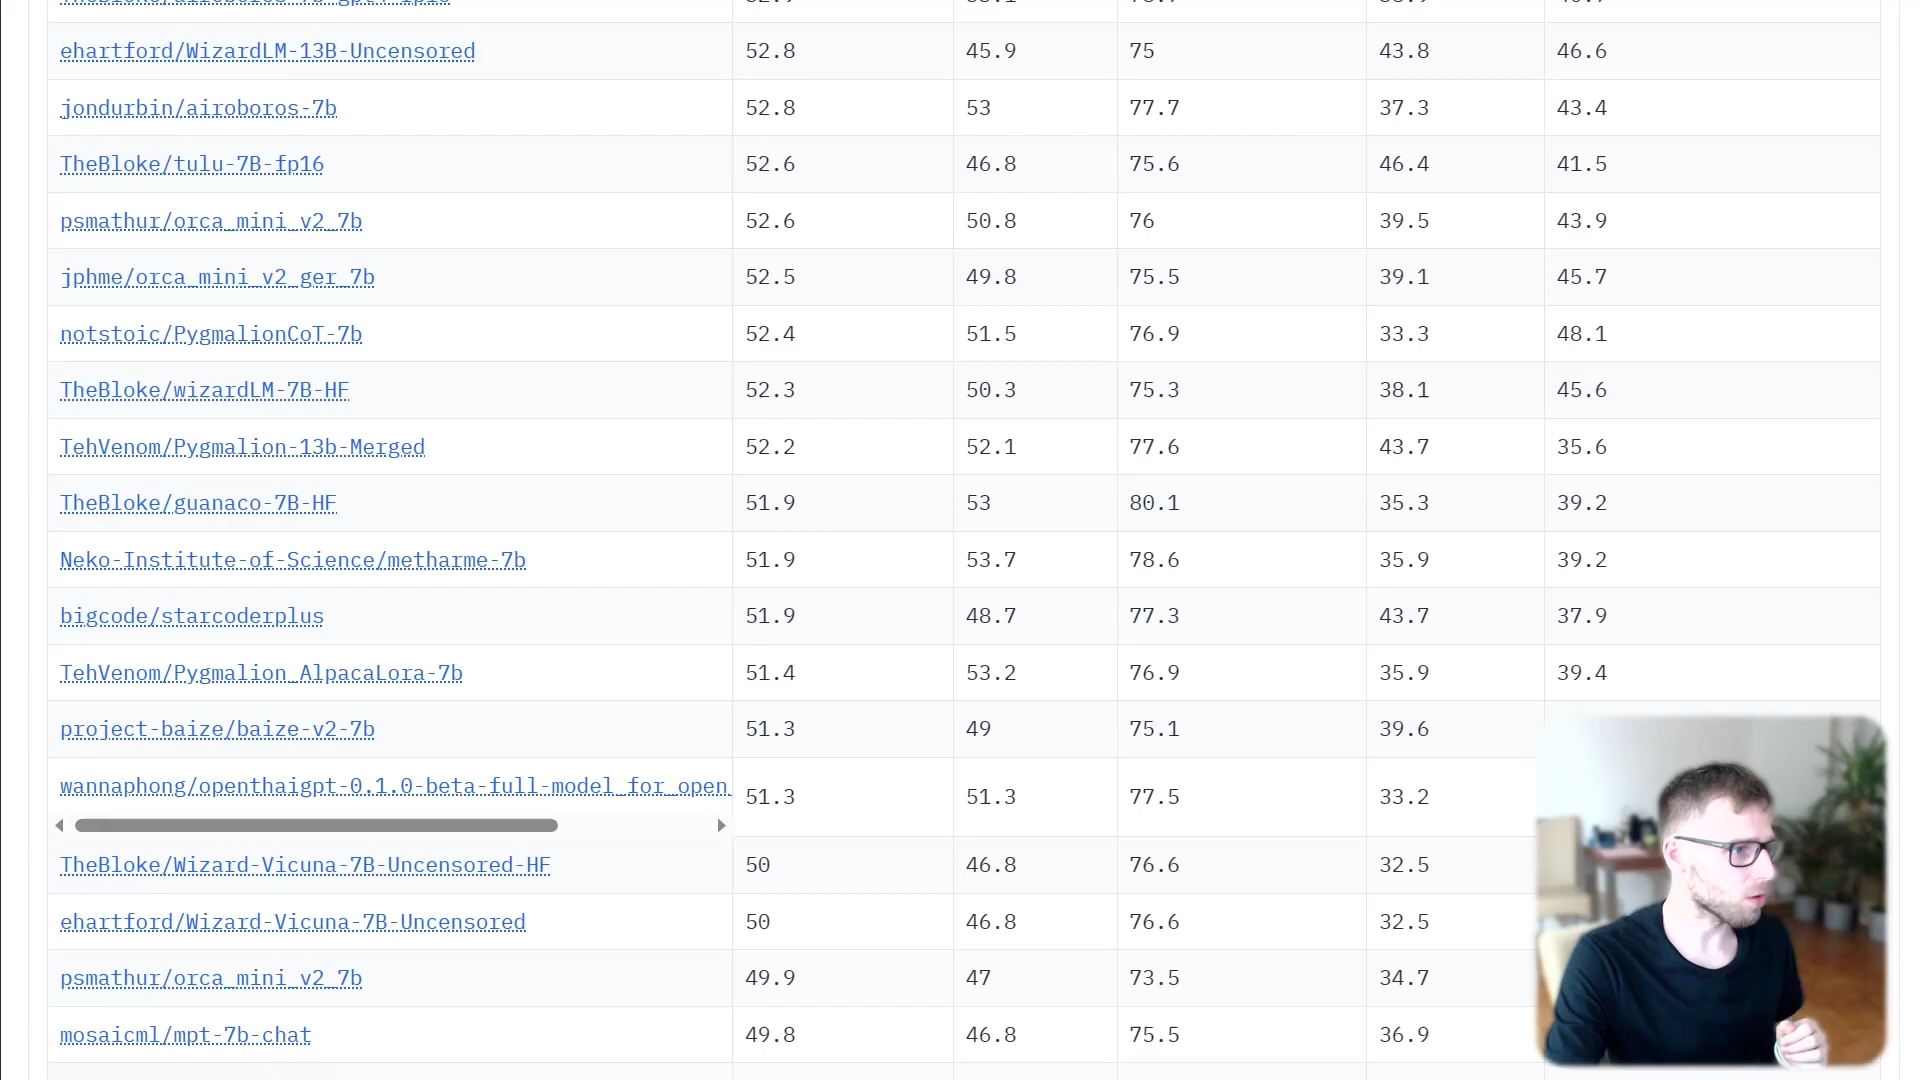 ehartford/WizardLM-13B-Uncensored 52.8 45.9 75 43.8 46.6
jondurbin/airoboros-7b 52.8 53 77.7 37.3 43.4
TheBloke/tulu-7B-fp16 52.6 46.8 75.6 46.4 41.5
psmathur/orca_mini_v2_7b 52.6 50.8 76 39.5 43.9
jphme/orca_mini_v2_ger_7b 52.5 49.8 75.5 39.1 45.7
notstoic/PygmalionCoT-7b 52.4 51.5 76.9 33.3 48.1
TheBloke/wizardLM-7B-HF 52.3 50.3 75.3 38.1 45.6
TehVenom/Pygmalion-13b-Merged 52.2 52.1 77.6 43.7 35.6
TheBloke/guanaco-7B-HF 51.9 53 80.1 35.3 39.2
Neko-Institute-of-Science/metharme-7b 51.9 53.7 78.6 35.9 39.2
bigcode/starcoderplus 51.9 48.7 77.3 43.7 37.9
TehVenom/Pygmalion_AlpacaLora-7b 51.4 53.2 76.9 35.9 39.4
project-baize/baize-v2-7b 51.3 49 75.1 39.6
wannaphong/openthaigpt-0.1.0-beta-full-model_for_open_ 51.3 51.3 77.5 33.2
TheBloke/Wizard-Vicuna-7B-Uncensored-HF 50 46.8 76.6 32.5
ehartford/Wizard-Vicuna-7B-Uncensored 50 46.8 76.6 32.5
psmathur/orca_mini_v2_7b 49.9 47 73.5 34.7
mosaicml/mpt-7b-chat 49.8 46.8 75.5 36.9